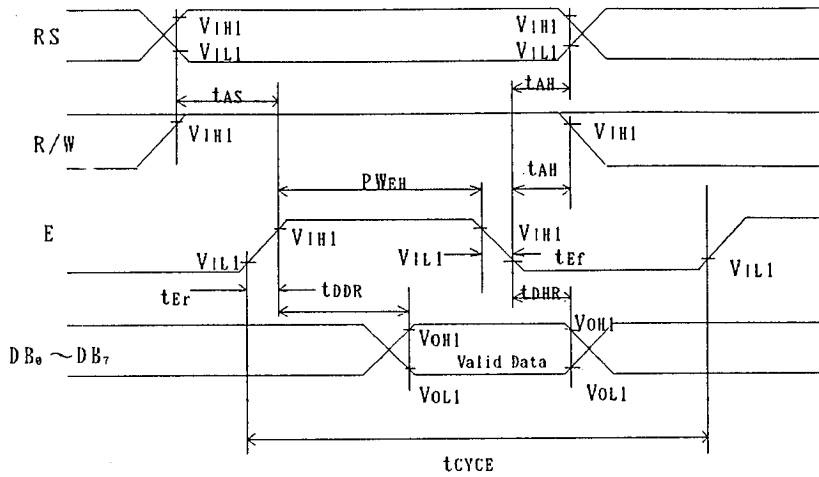 RS VIH1 VIL1 VIH1 VIL1
tAS tAH
R/W VIH1 VIH1
PWEH tAH
E VIH1 VIH1
VIL1 VIL1 tEf VIL1
tEr tDDR tDHR
DB0 ~ DB7 VOH1 Valid Data VOH1
VOL1 VOL1
tCYCE